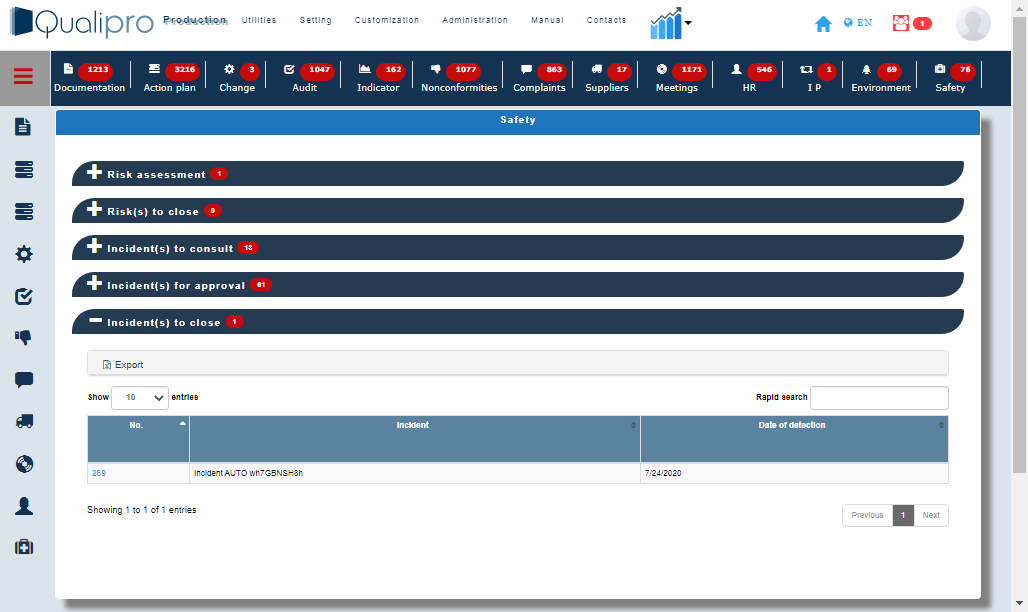 Qualipro
Production Utilities Setting Customization Administration Manual Contacts
EN 1
1213 3216 3 1047 162 1077 863 17 1171 546 1 69 76
Documentation Action plan Change Audit Indicator Nonconformities Complaints Suppliers Meetings HR I P Environment Safety
Safety
Risk assessment 1
Risk(s) to close 9
Incident(s) to consult 13
Incident(s) for approval 61
Incident(s) to close 1
Export
Show 10 entries Rapid search
No. Incident Date of detection
259 Incident AUTO wh7GBNSH8h 7/24/2020
Showing 1 to 1 of 1 entries
Previous 1 Next